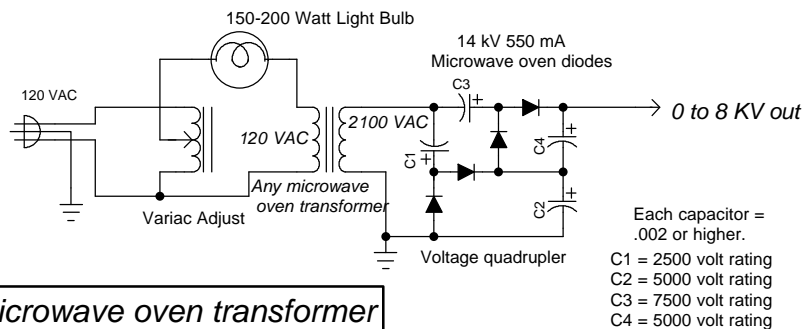 150-200 Watt Light Bulb
14 kV 550 mA
Microwave oven diodes
C3
+
120 VAC
0 to 8 KV out
120 VAC
2100 VAC
C1
+
C4
+
Any microwave
oven transformer
C2
+
Variac Adjust
Voltage quadrupler
Each capacitor =
.002 or higher.
C1 = 2500 volt rating
C2 = 5000 volt rating
C3 = 7500 volt rating
C4 = 5000 volt rating
icrowave oven transformer